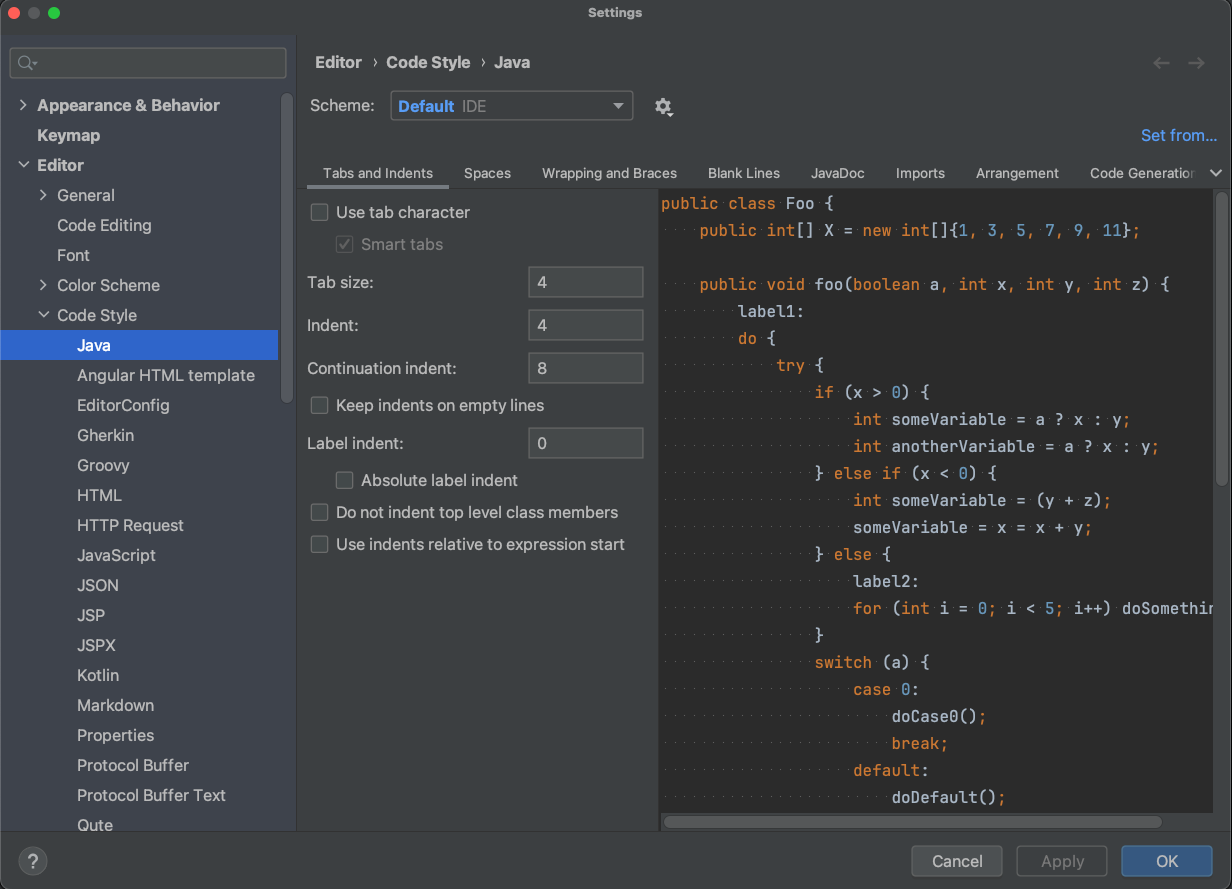 Settings
Editor › Code Style › Java
Scheme: Default IDE
Set from...
Appearance & Behavior
Keymap
Editor
General
Code Editing
Font
Color Scheme
Code Style
Java
Angular HTML template
EditorConfig
Gherkin
Groovy
HTML
HTTP Request
JavaScript
JSON
JSP
JSPX
Kotlin
Markdown
Properties
Protocol Buffer
Protocol Buffer Text
Qute
Tabs and Indents Spaces Wrapping and Braces Blank Lines JavaDoc Imports Arrangement Code Generation
Use tab character
Smart tabs
Tab size: 4
Indent: 4
Continuation indent: 8
Keep indents on empty lines
Label indent: 0
Absolute label indent
Do not indent top level class members
Use indents relative to expression start
public class Foo {
    public int[] X = new int[]{1, 3, 5, 7, 9, 11};
    public void foo(boolean a, int x, int y, int z) {
        label1:
        do {
            try {
                if (x > 0) {
                    int someVariable = a ? x : y;
                    int anotherVariable = a ? x : y;
                } else if (x < 0) {
                    int someVariable = (y + z);
                    someVariable = x = x + y;
                } else {
                    label2:
                    for (int i = 0; i < 5; i++) doSomethin
                }
                switch (a) {
                    case 0:
                        doCase0();
                        break;
                    default:
                        doDefault();
?
Cancel Apply OK